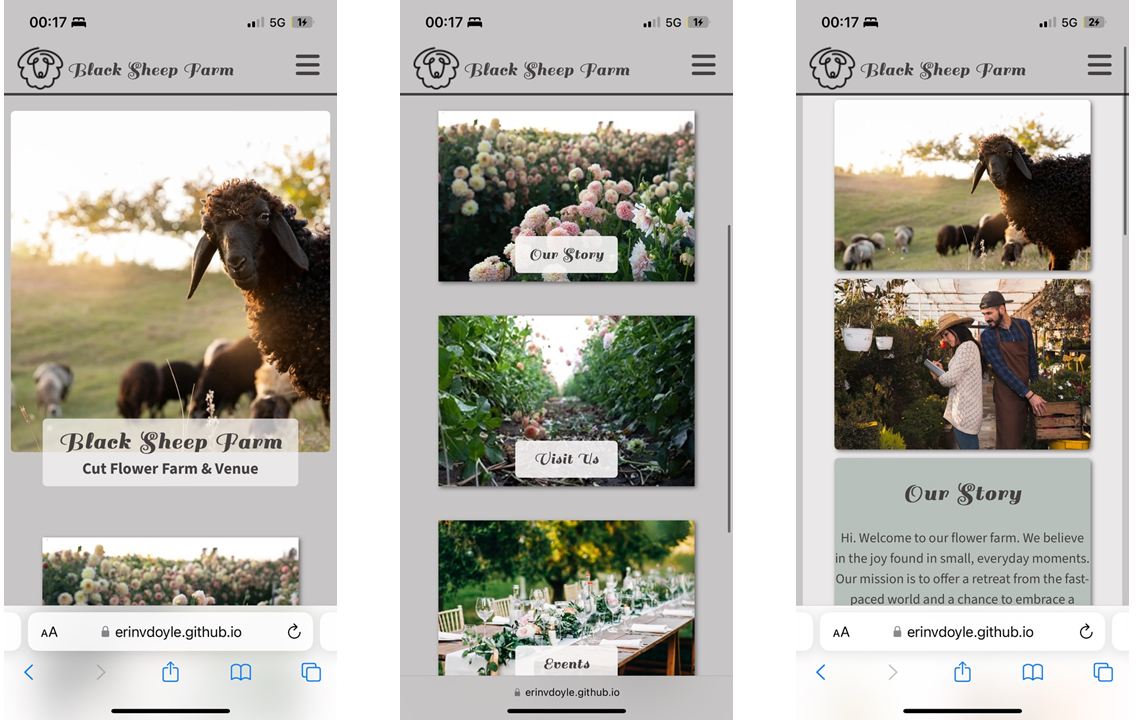 00:17
5G
1
Black Sheep Farm
Black Sheep Farm
Cut Flower Farm & Venue
AA
erinvdoyle.github.io
00:17
5G
1
Black Sheep Farm
Our Story
Visit Us
Events
erinvdoyle.github.io
00:17
5G
2
Black Sheep Farm
Our Story
Hi. Welcome to our flower farm. We believe
in the joy found in small, everyday moments.
Our mission is to offer a retreat from the fast-
paced world and a chance to embrace a
AA
erinvdoyle.github.io